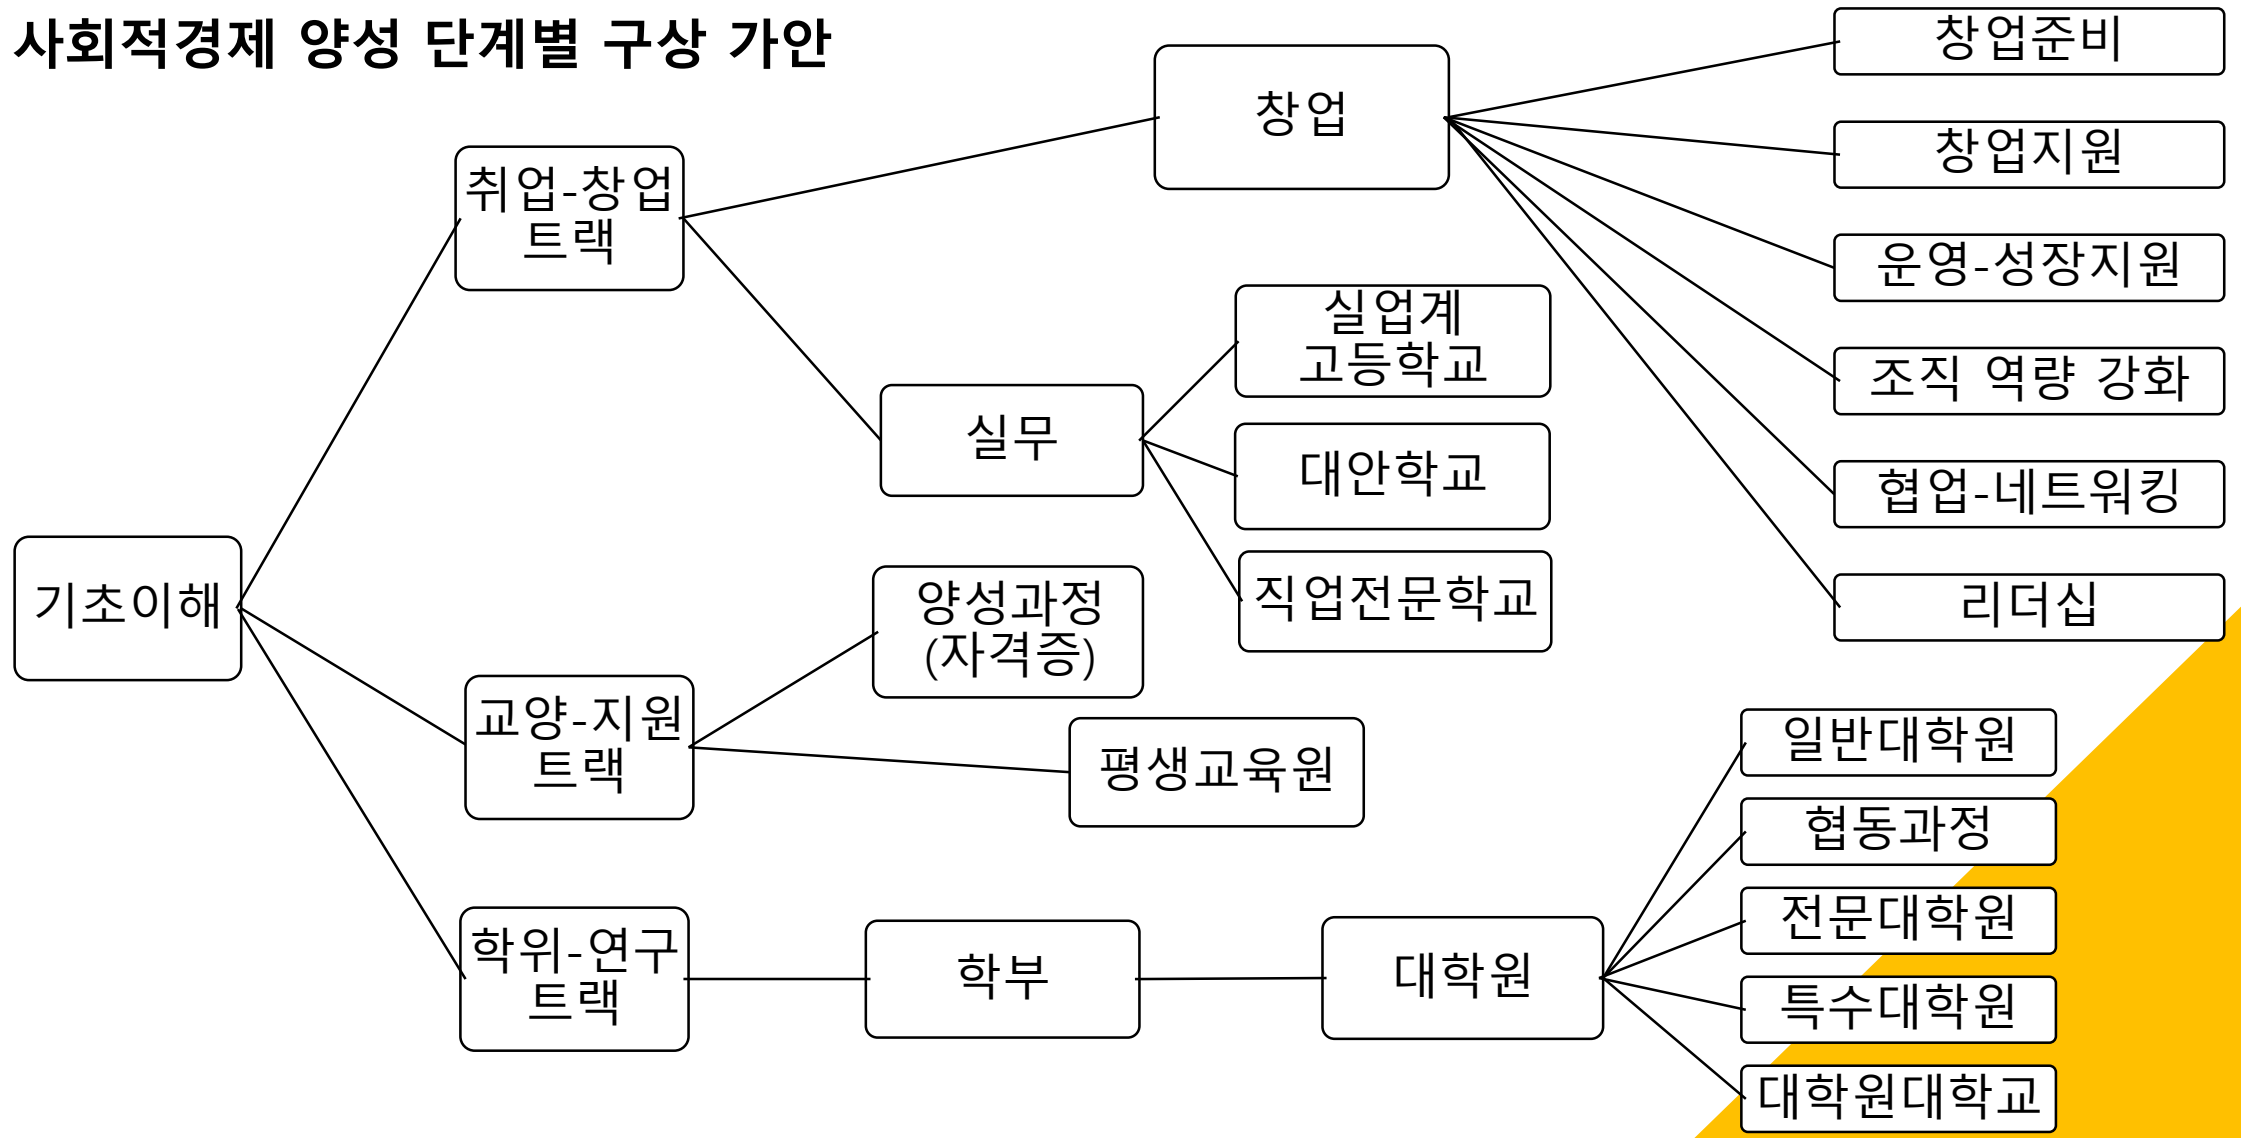 사회적경제 양성 단계별 구상 가안
기초이해
취업-창업
트랙
창업
창업준비
창업지원
운영-성장지원
조직 역량 강화
협업-네트워킹
리더십
실무
실업계
고등학교
대안학교
직업전문학교
교양-지원
트랙
양성과정
(자격증)
평생교육원
학위-연구
트랙
학부
대학원
일반대학원
협동과정
전문대학원
특수대학원
대학원대학교